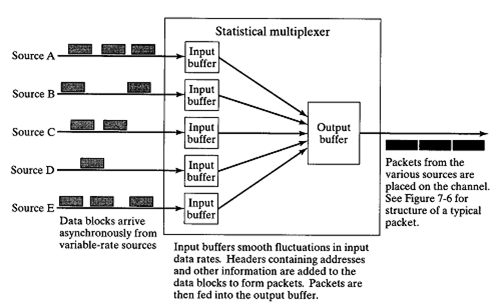 Statistical multiplexer
Source A
Input
buffer
Source B
Input
buffer
Source C
Input
buffer
Output
buffer
Source D
Input
buffer
Source E
Input
buffer
Packets from the
various sources are
placed on the channel.
See Figure 7-6 for
structure of a typical
packet.
Data blocks arrive
asynchronously from
variable-rate sources
Input buffers smooth fluctuations in input
data rates. Headers containing addresses
and other information are added to the
data blocks to form packets. Packets are
then fed into the output buffer.